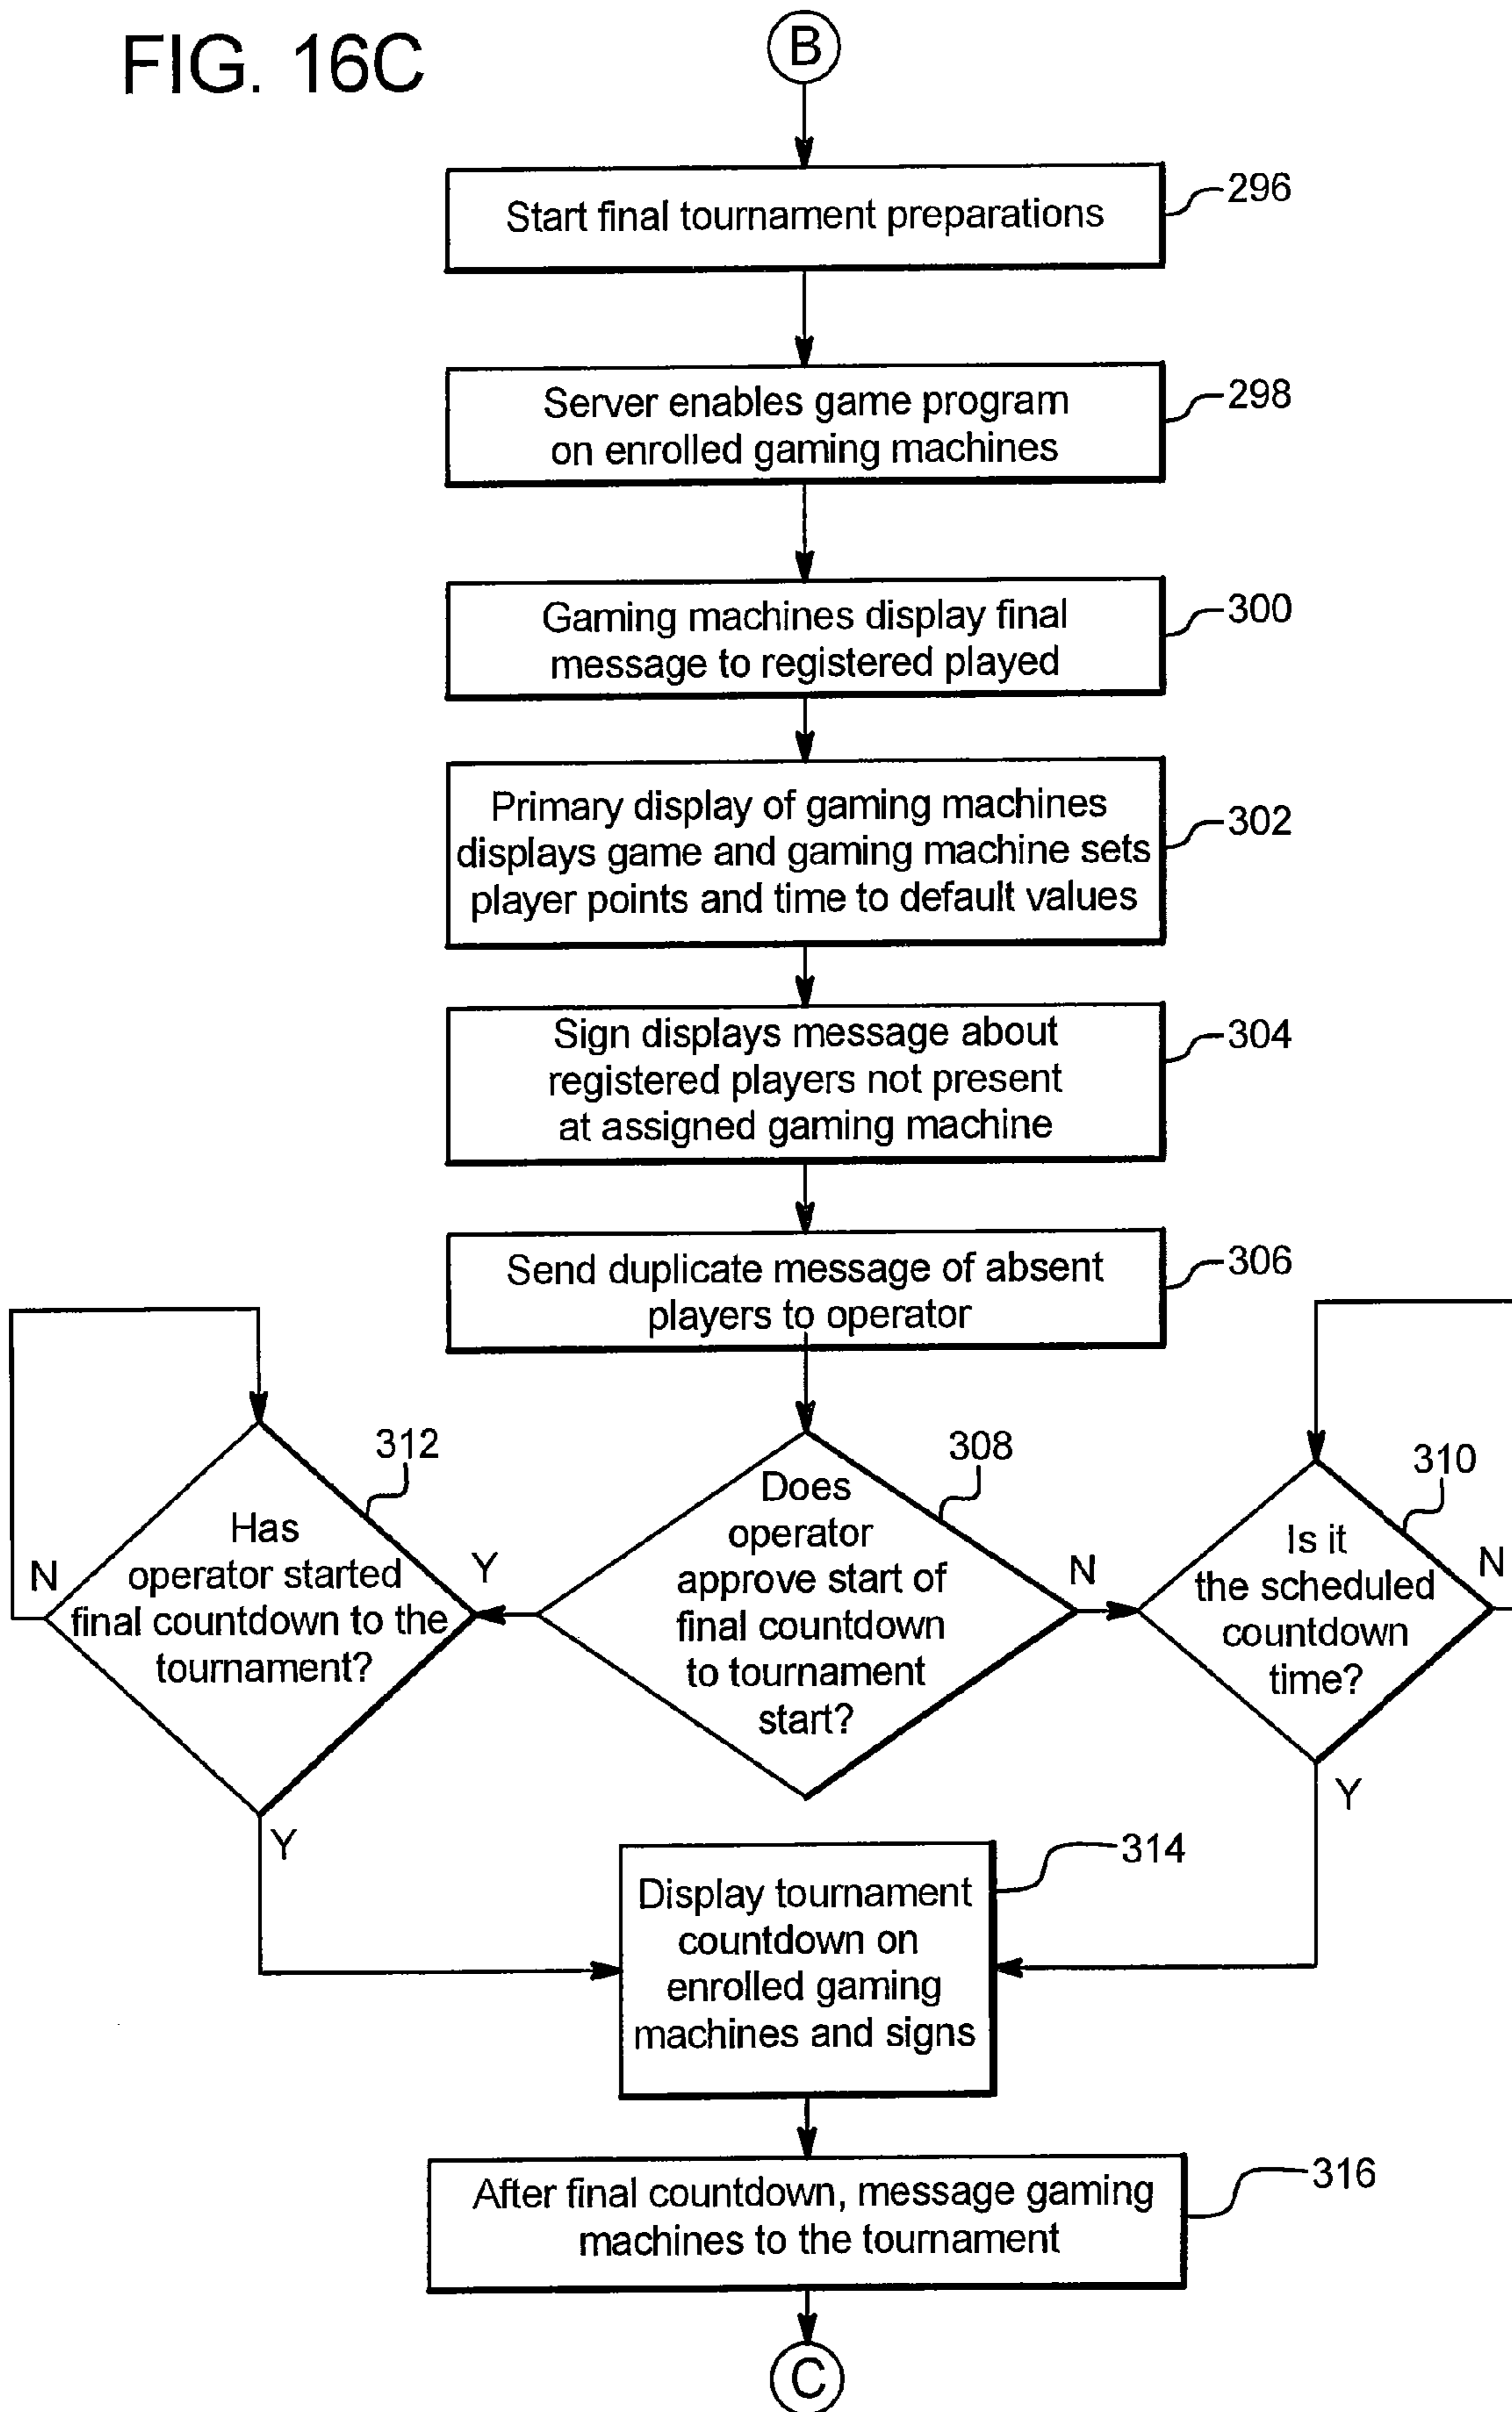 FIG. 16C
B
Start final tournament preparations
296
Server enables game program
on enrolled gaming machines
298
Gaming machines display final
message to registered played
300
Primary display of gaming machines
displays game and gaming machine sets
player points and time to default values
302
Sign displays message about
registered players not present
at assigned gaming machine
304
Send duplicate message of absent
players to operator
306
312
Has
operator started
final countdown to the
tournament?
N
Y
Y
308
Does
operator
approve start of
final countdown
to tournament
start?
N
310
Is it
the scheduled
countdown
time?
N
Y
314
Display tournament
countdown on
enrolled gaming
machines and signs
After final countdown, message gaming
machines to the tournament
316
C